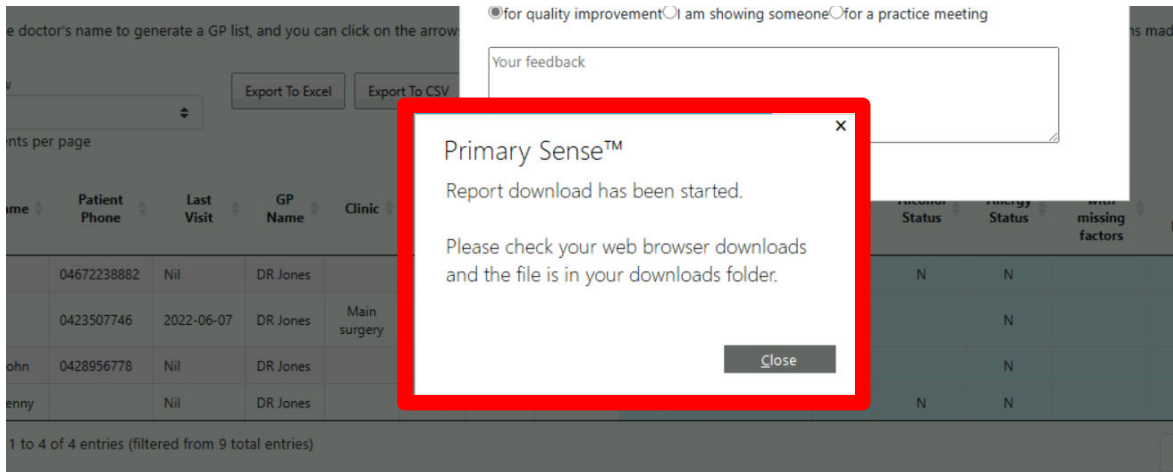 for quality improvement I am showing someone for a practice meeting
e doctor's name to generate a GP list, and you can click on the arrow
ns mad
Your feedback
Export To Excel Export To CSV
ents per page
Primary Sense™
x
Report download has been started.
Please check your web browser downloads
and the file is in your downloads folder.
Close
ame Patient Phone Last Visit GP Name Clinic Alcohol Status Allergy Status with missing factors
04672238882 Nil DR Jones N N
0423507746 2022-06-07 DR Jones Main surgery N
ohn 0428956778 Nil DR Jones N
enny Nil DR Jones N N
1 to 4 of 4 entries (filtered from 9 total entries)